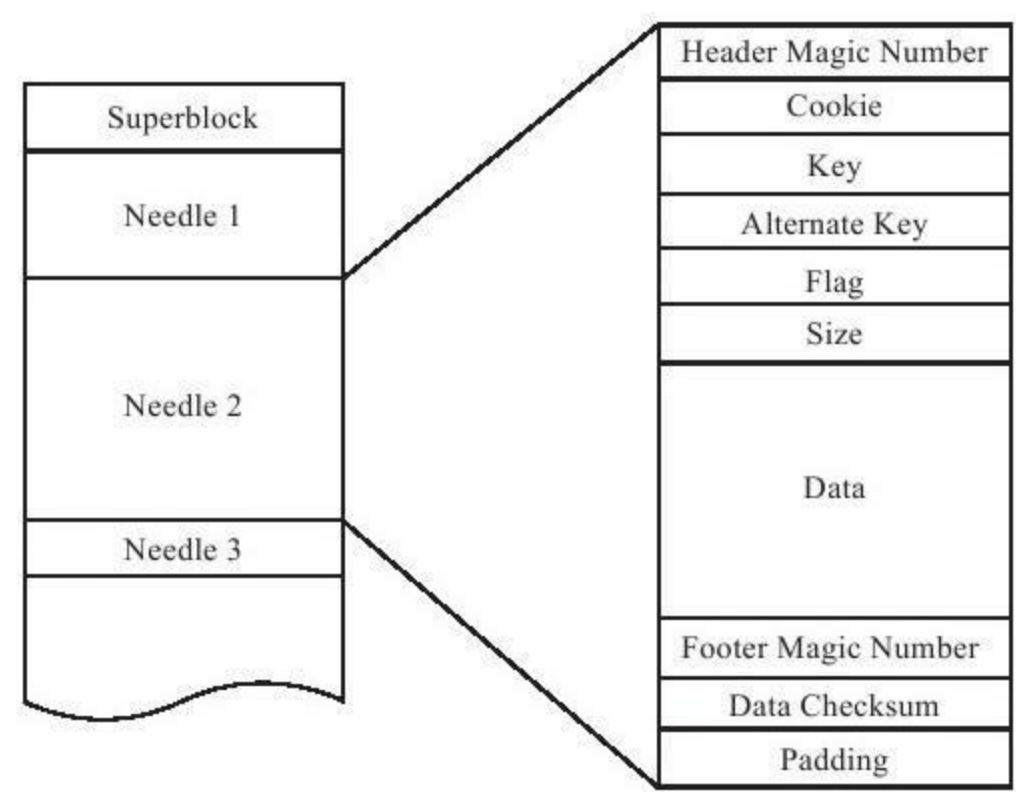 Superblock
Needle 1
Needle 2
Needle 3
Header Magic Number
Cookie
Key
Alternate Key
Flag
Size
Data
Footer Magic Number
Data Checksum
Padding